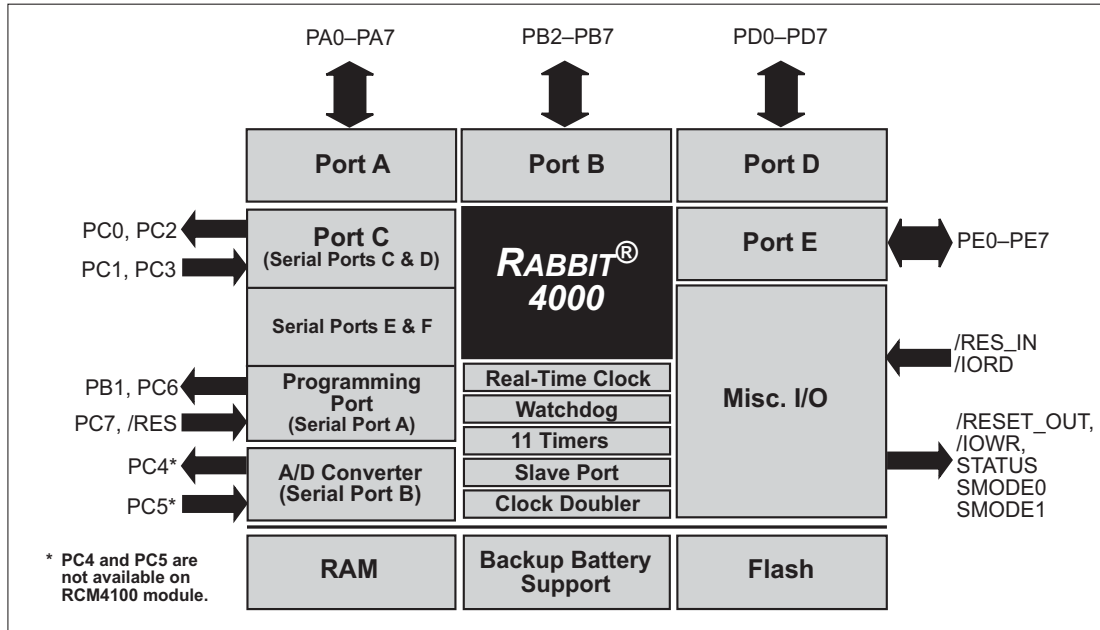 PA0–PA7
PB2–PB7
PD0–PD7
Port A
Port B
Port D
PC0, PC2
PC1, PC3
Port C
(Serial Ports C & D)
Serial Ports E & F
PB1, PC6
PC7, /RES
Programming
Port
(Serial Port A)
PC4*
PC5*
A/D Converter
(Serial Port B)
RABBIT®
4000
Real-Time Clock
Watchdog
11 Timers
Slave Port
Clock Doubler
Port E
PE0–PE7
Misc. I/O
/RES_IN
/IORD
/RESET_OUT,
/IOWR,
STATUS
SMODE0
SMODE1
* PC4 and PC5 are
not available on
RCM4100 module.
RAM
Backup Battery
Support
Flash